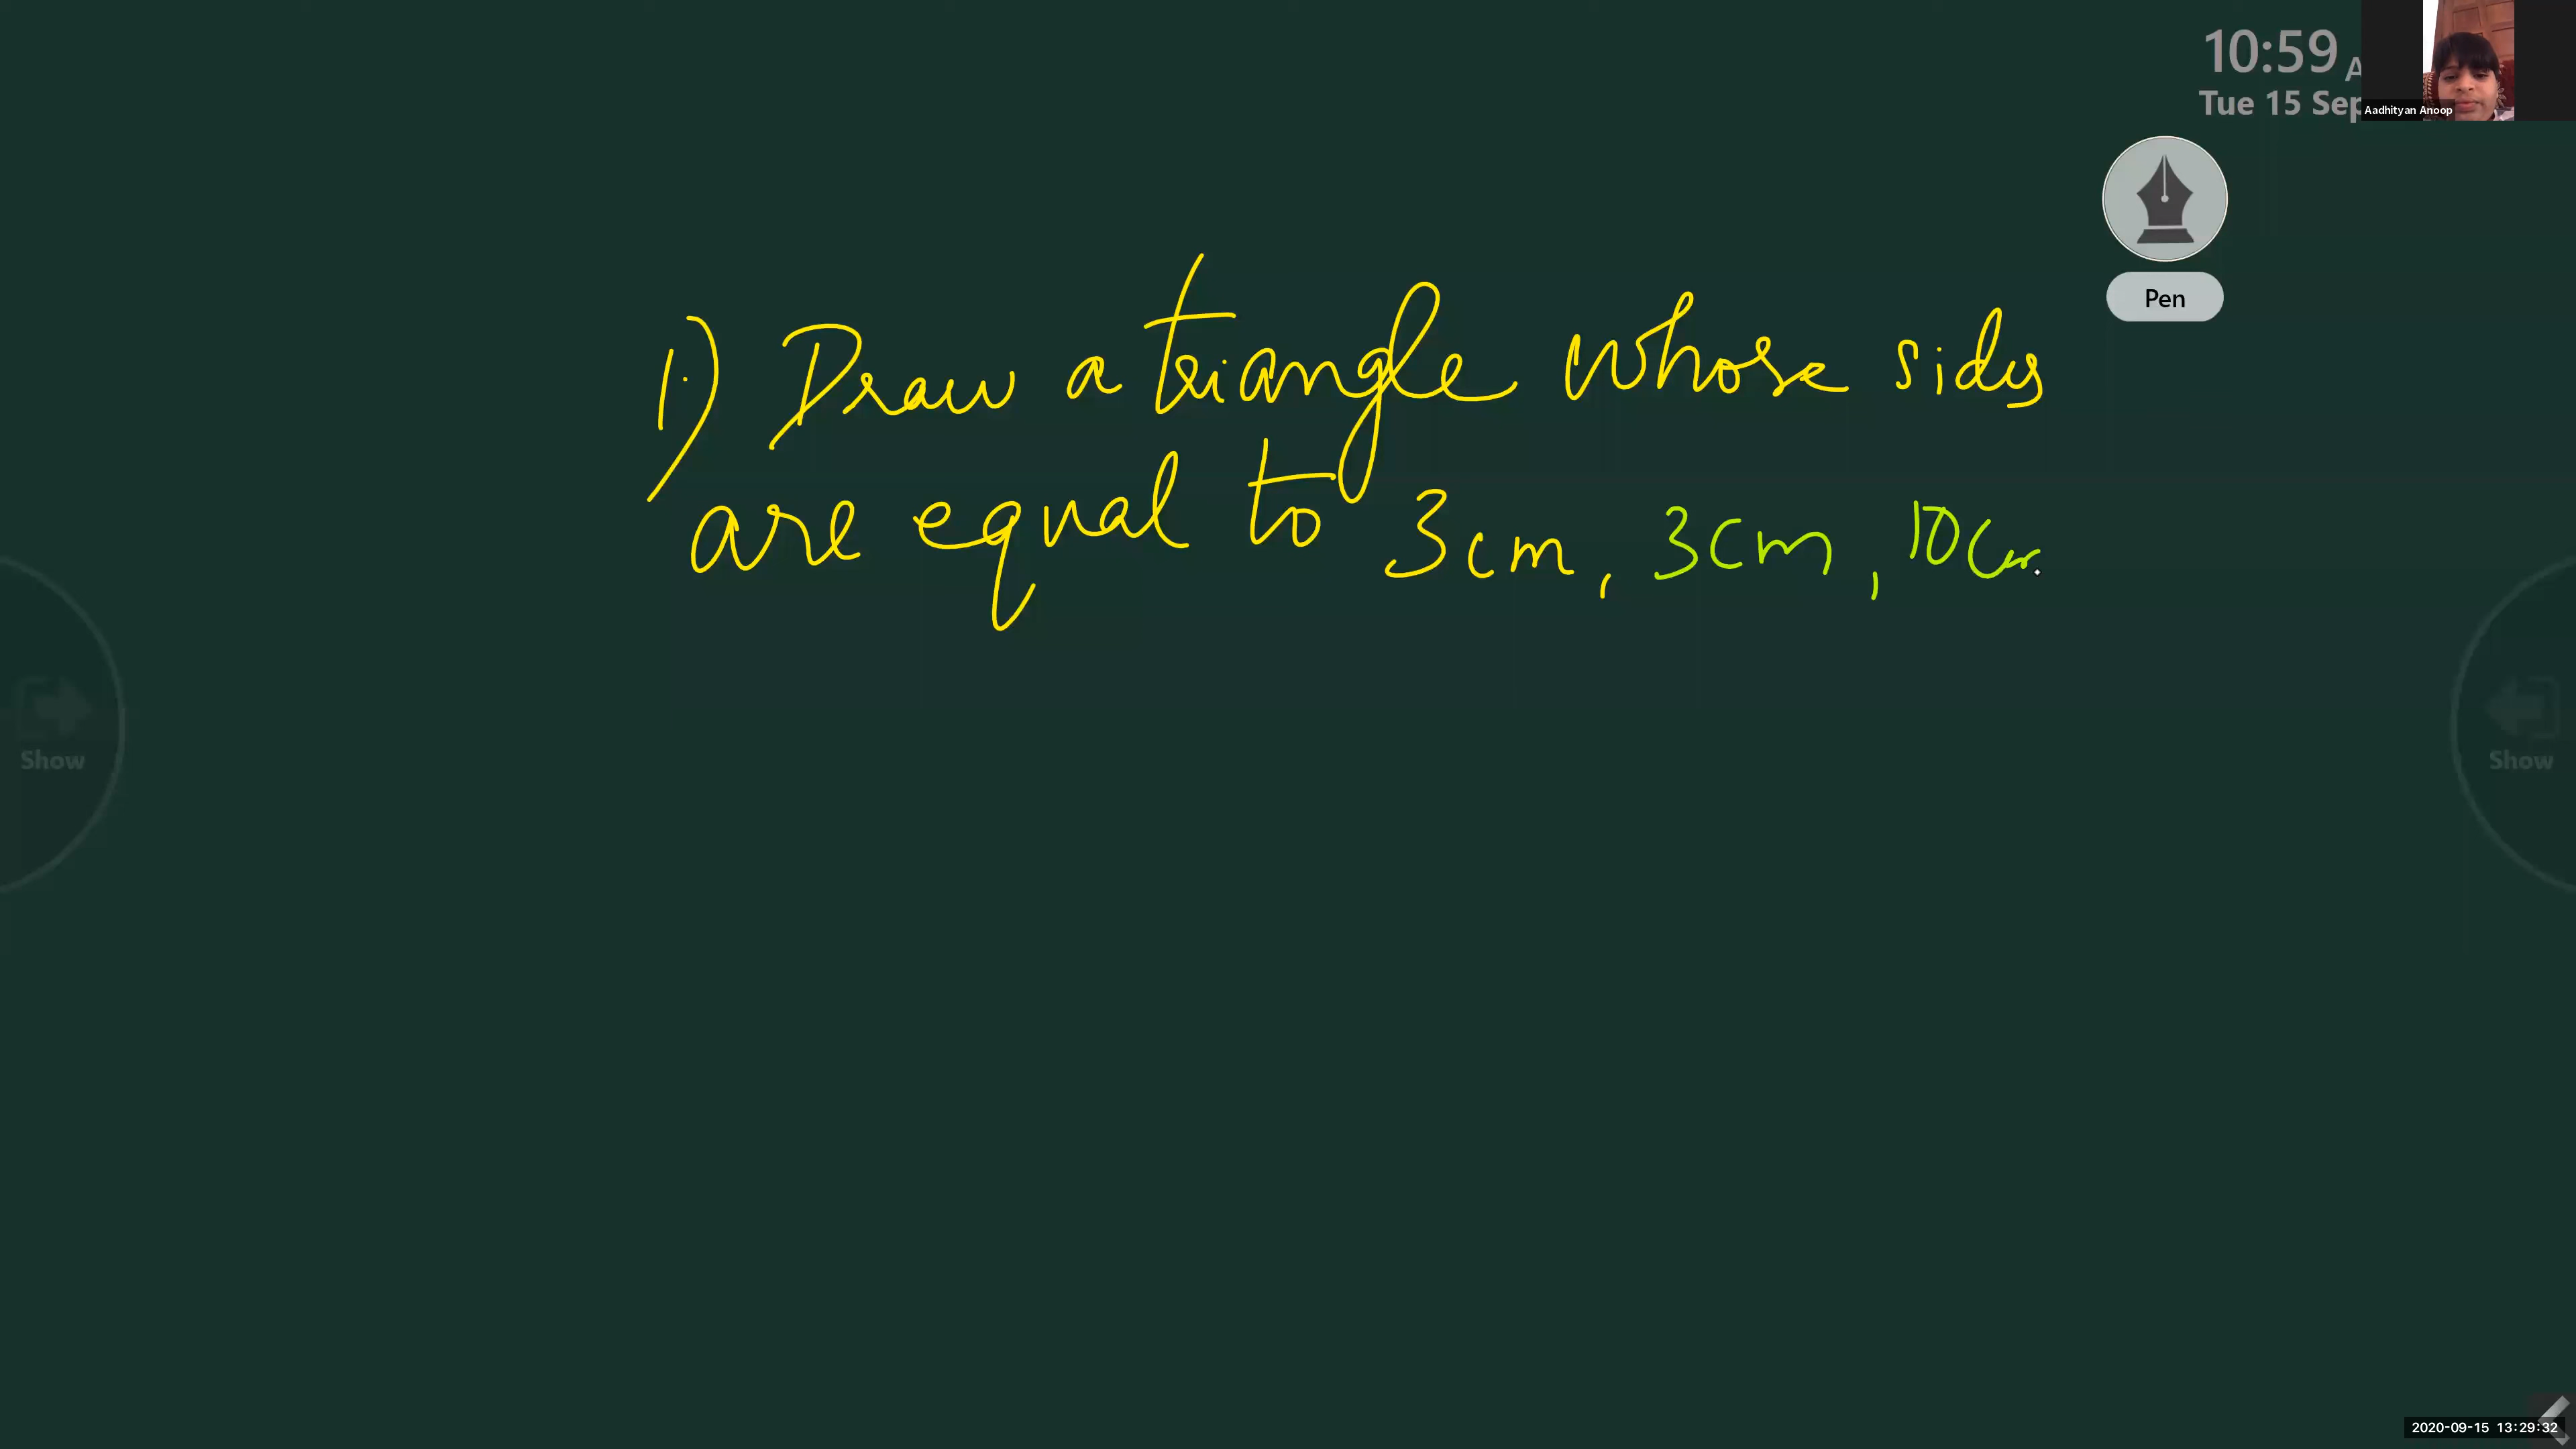 10:59 A
Tue 15 Sep
Aadhityan Anoop
Pen
1.) Draw a triangle whose sides
are equal to 3cm, 3cm, 10cm
Show
Show
2020-09-15 13:29:32